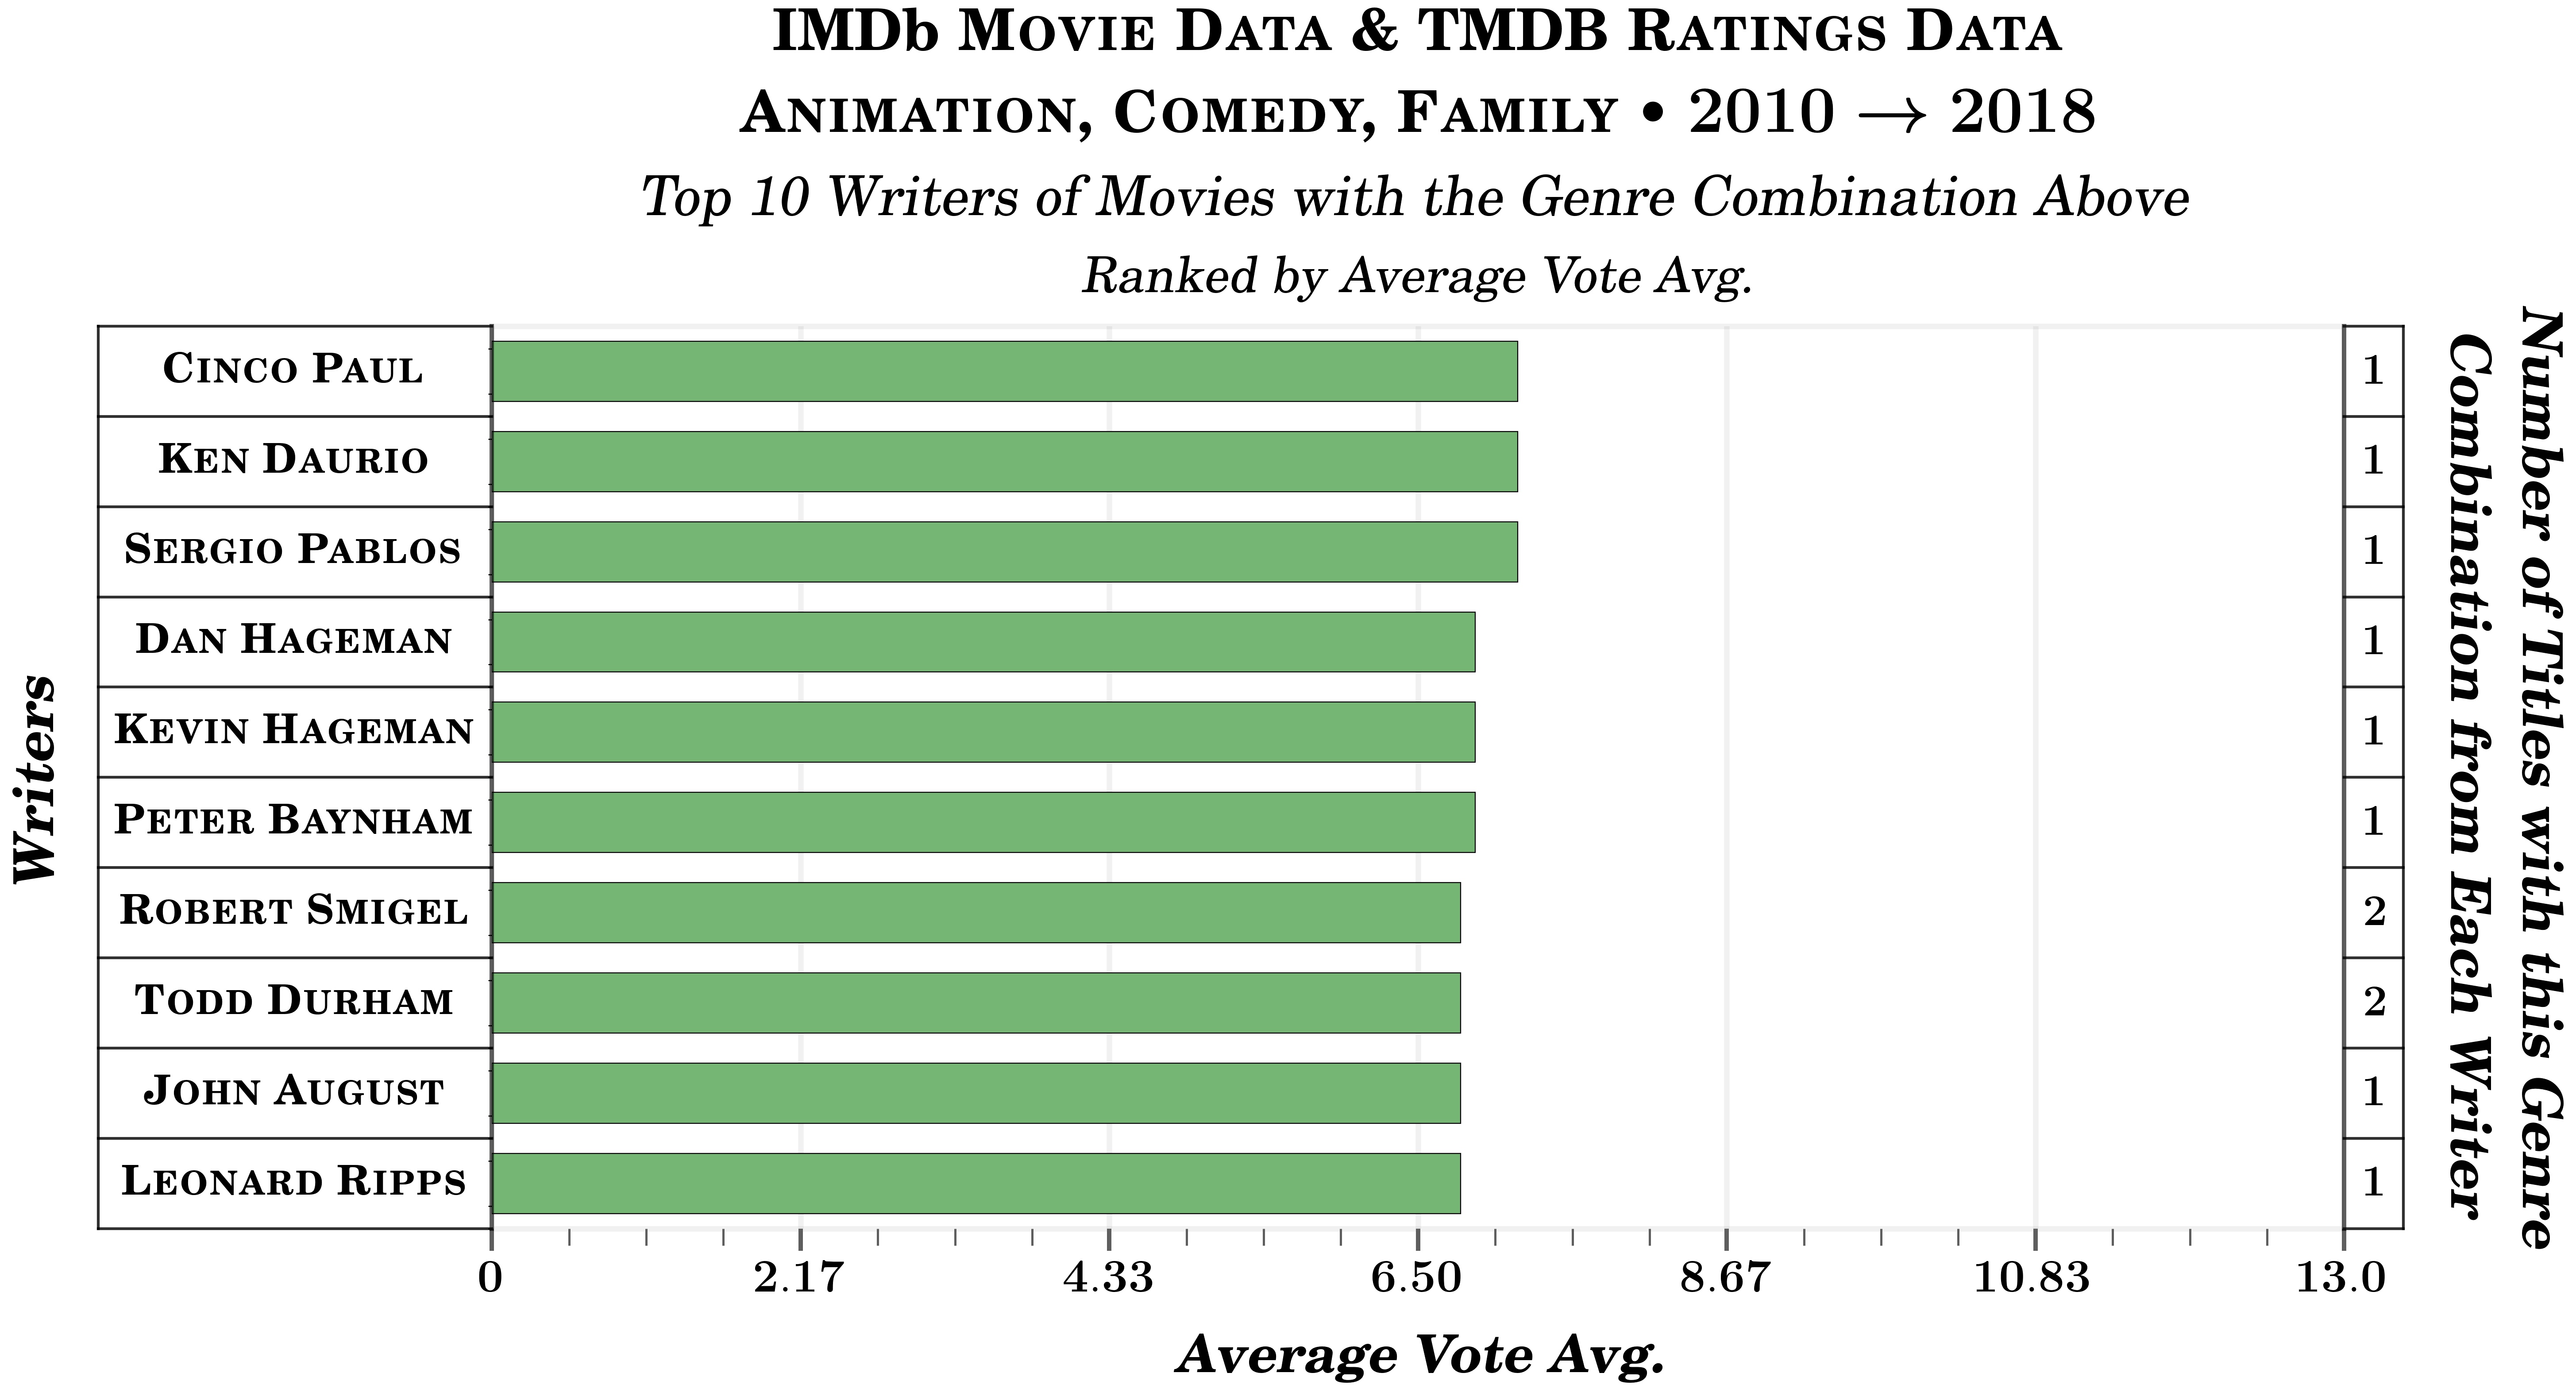 IMDb Movie Data & TMDB Ratings Data
Animation, Comedy, Family • 2010 → 2018
Top 10 Writers of Movies with the Genre Combination Above
Ranked by Average Vote Avg.
Writers
Cinco Paul 1
Ken Daurio 1
Sergio Pablos 1
Dan Hageman 1
Kevin Hageman 1
Peter Baynham 1
Robert Smigel 2
Todd Durham 2
John August 1
Leonard Ripps 1
Number of Titles with this Genre
Combination from Each Writer
0 2.17 4.33 6.50 8.67 10.83 13.0
Average Vote Avg.